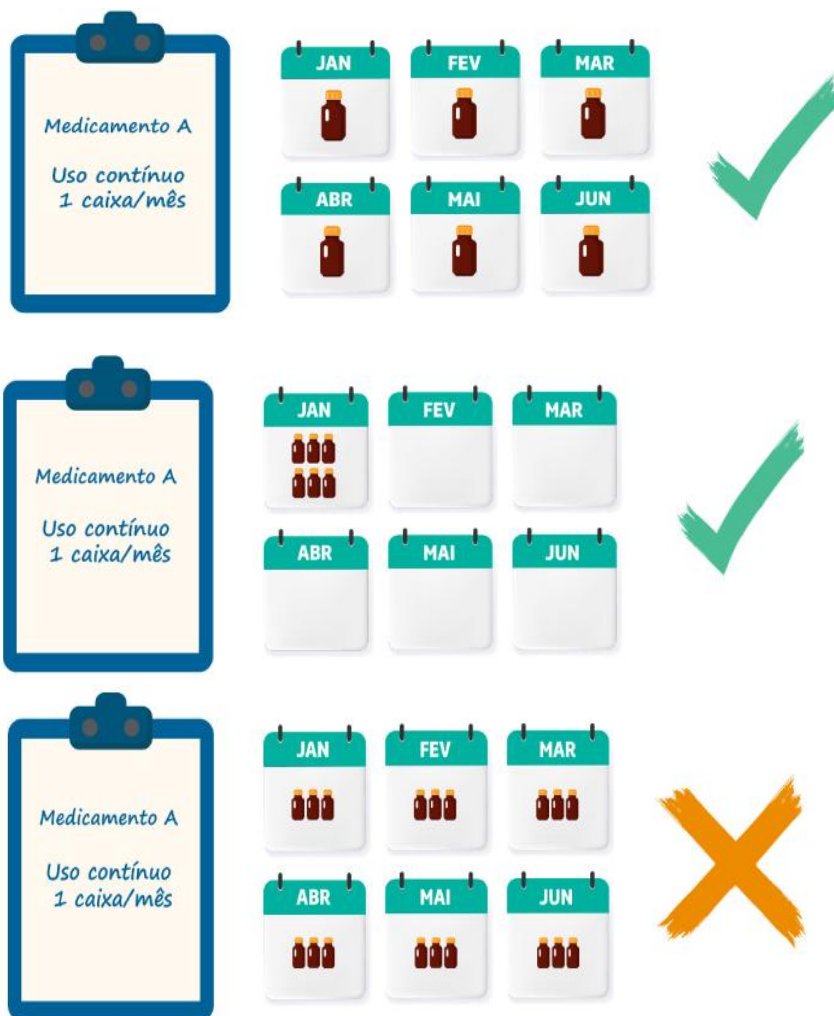 Medicamento A
Uso contínuo
1 caixa/mês
JAN
FEV
MAR
ABR
MAI
JUN
Medicamento A
Uso contínuo
1 caixa/mês
JAN
FEV
MAR
ABR
MAI
JUN
Medicamento A
Uso contínuo
1 caixa/mês
JAN
FEV
MAR
ABR
MAI
JUN